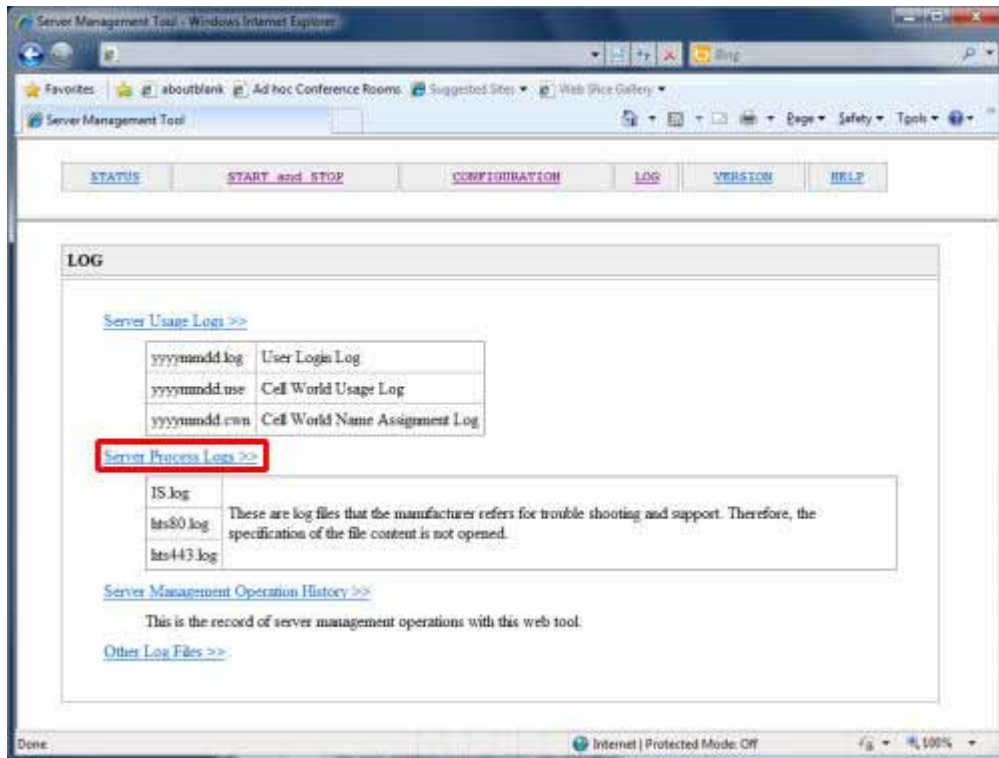 Server Management Tool - Windows Internet Explorer
Bing
Favorites aboutblank Ad hoc Conference Rooms Suggested Sites Web Slice Gallery
Server Management Tool Page Safety Tools
STATUS START and STOP CONFIGURATION LOG VERSION HELP
LOG
Server Usage Logs >>
yyyymmdd.log User Login Log
yyyymmdd.use Cell World Usage Log
yyyymmdd.cwn Cell World Name Assignment Log
Server Process Logs >>
IS.log
hts80.log
hts443.log
These are log files that the manufacturer refers for trouble shooting and support. Therefore, the
specification of the file content is not opened.
Server Management Operation History >>
This is the record of server management operations with this web tool.
Other Log Files >>
Done Internet | Protected Mode: Off 100%